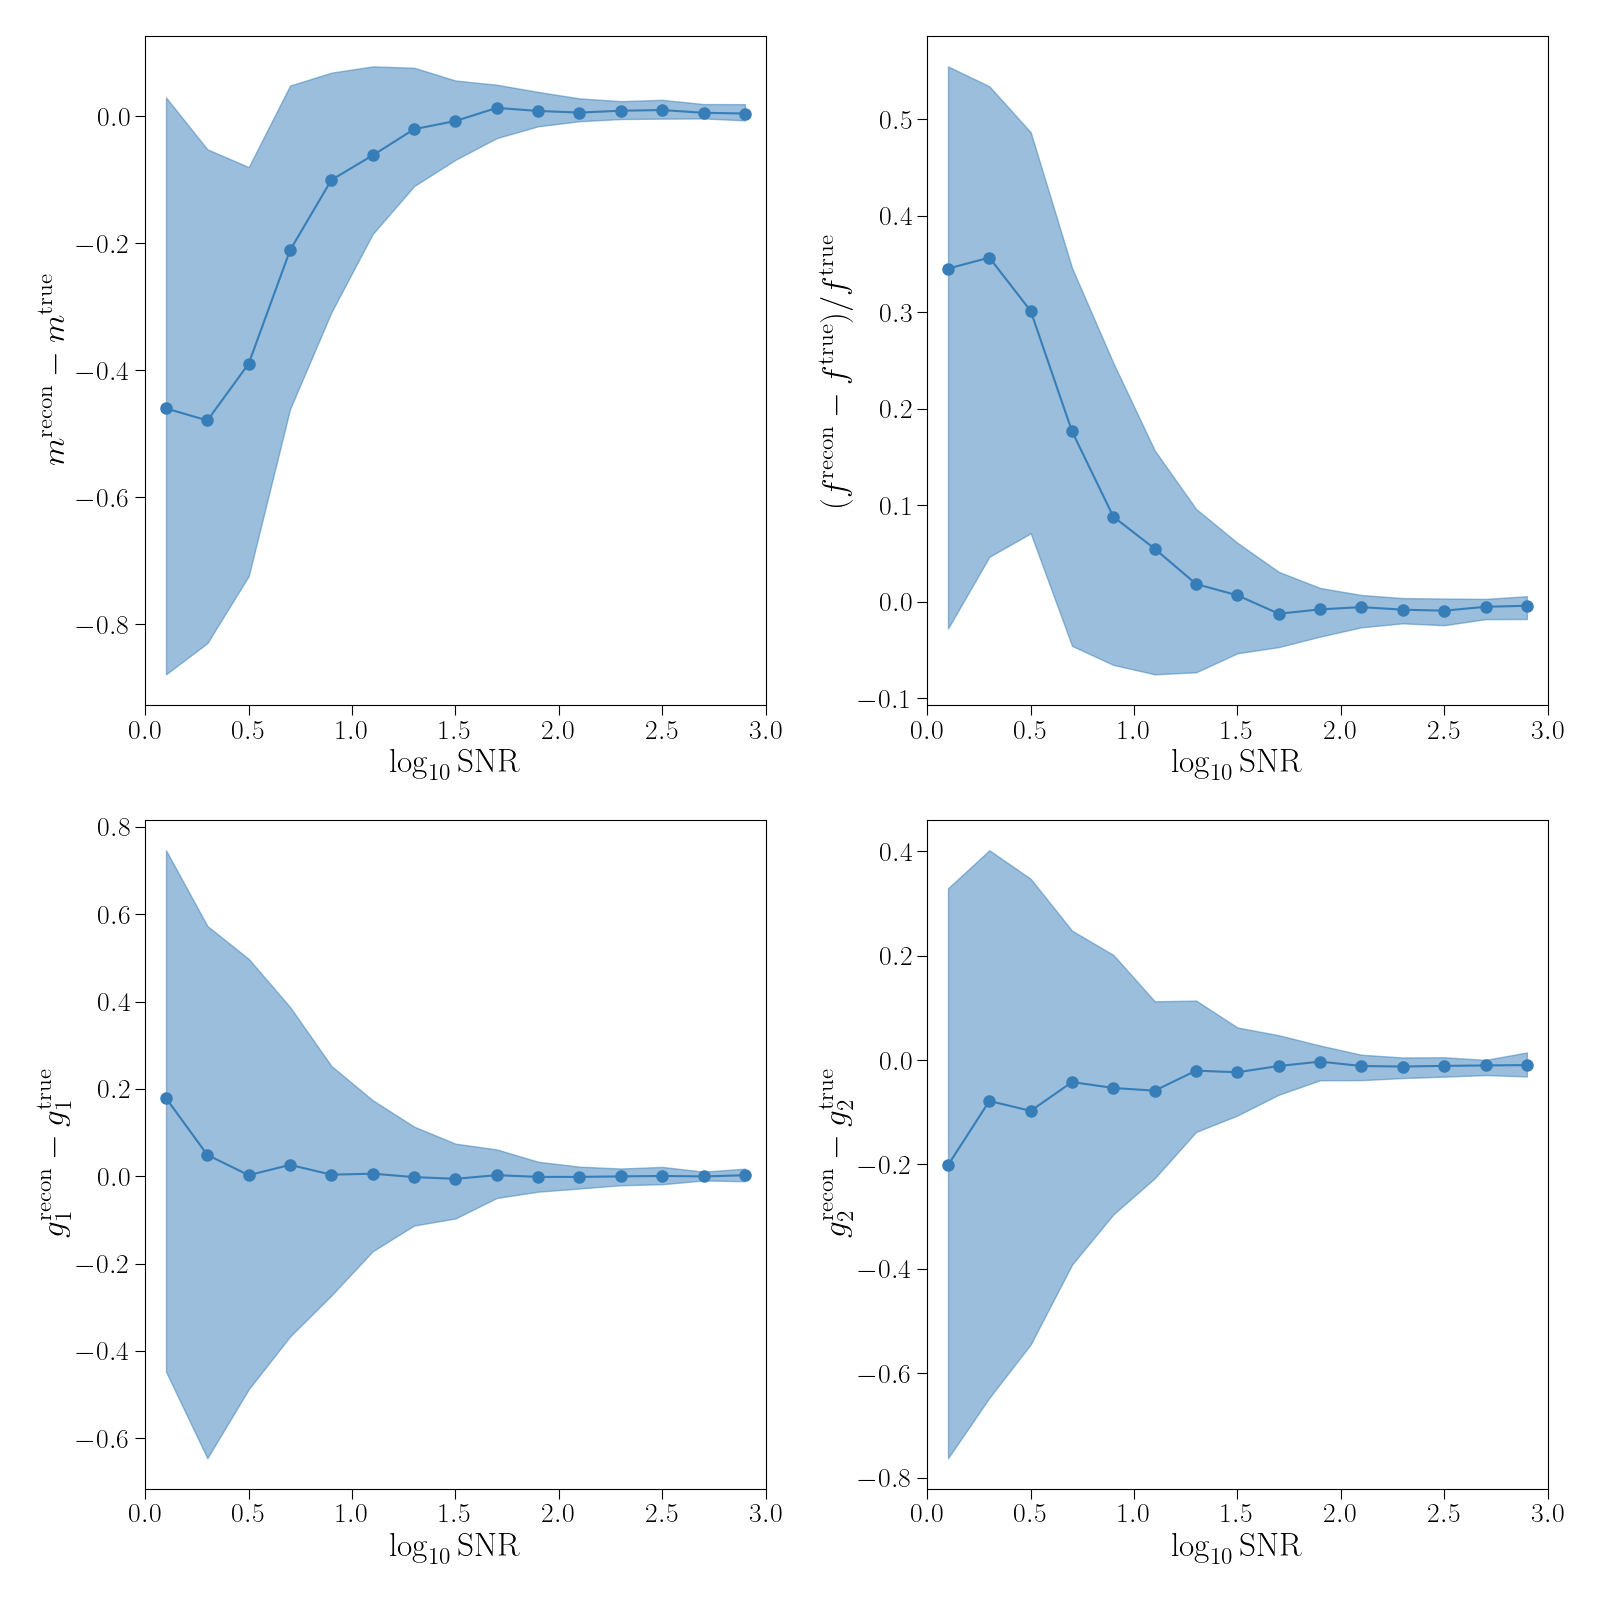 0.0
−0.2
−0.4
−0.6
−0.8
m^recon − m^true
0.0 0.5 1.0 1.5 2.0 2.5 3.0
log₁₀ SNR
0.5
0.4
0.3
0.2
0.1
0.0
−0.1
(f^recon − f^true)/f^true
0.0 0.5 1.0 1.5 2.0 2.5 3.0
log₁₀ SNR
0.8
0.6
0.4
0.2
0.0
−0.2
−0.4
−0.6
g₁^recon − g₁^true
0.0 0.5 1.0 1.5 2.0 2.5 3.0
log₁₀ SNR
0.4
0.2
0.0
−0.2
−0.4
−0.6
−0.8
g₂^recon − g₂^true
0.0 0.5 1.0 1.5 2.0 2.5 3.0
log₁₀ SNR